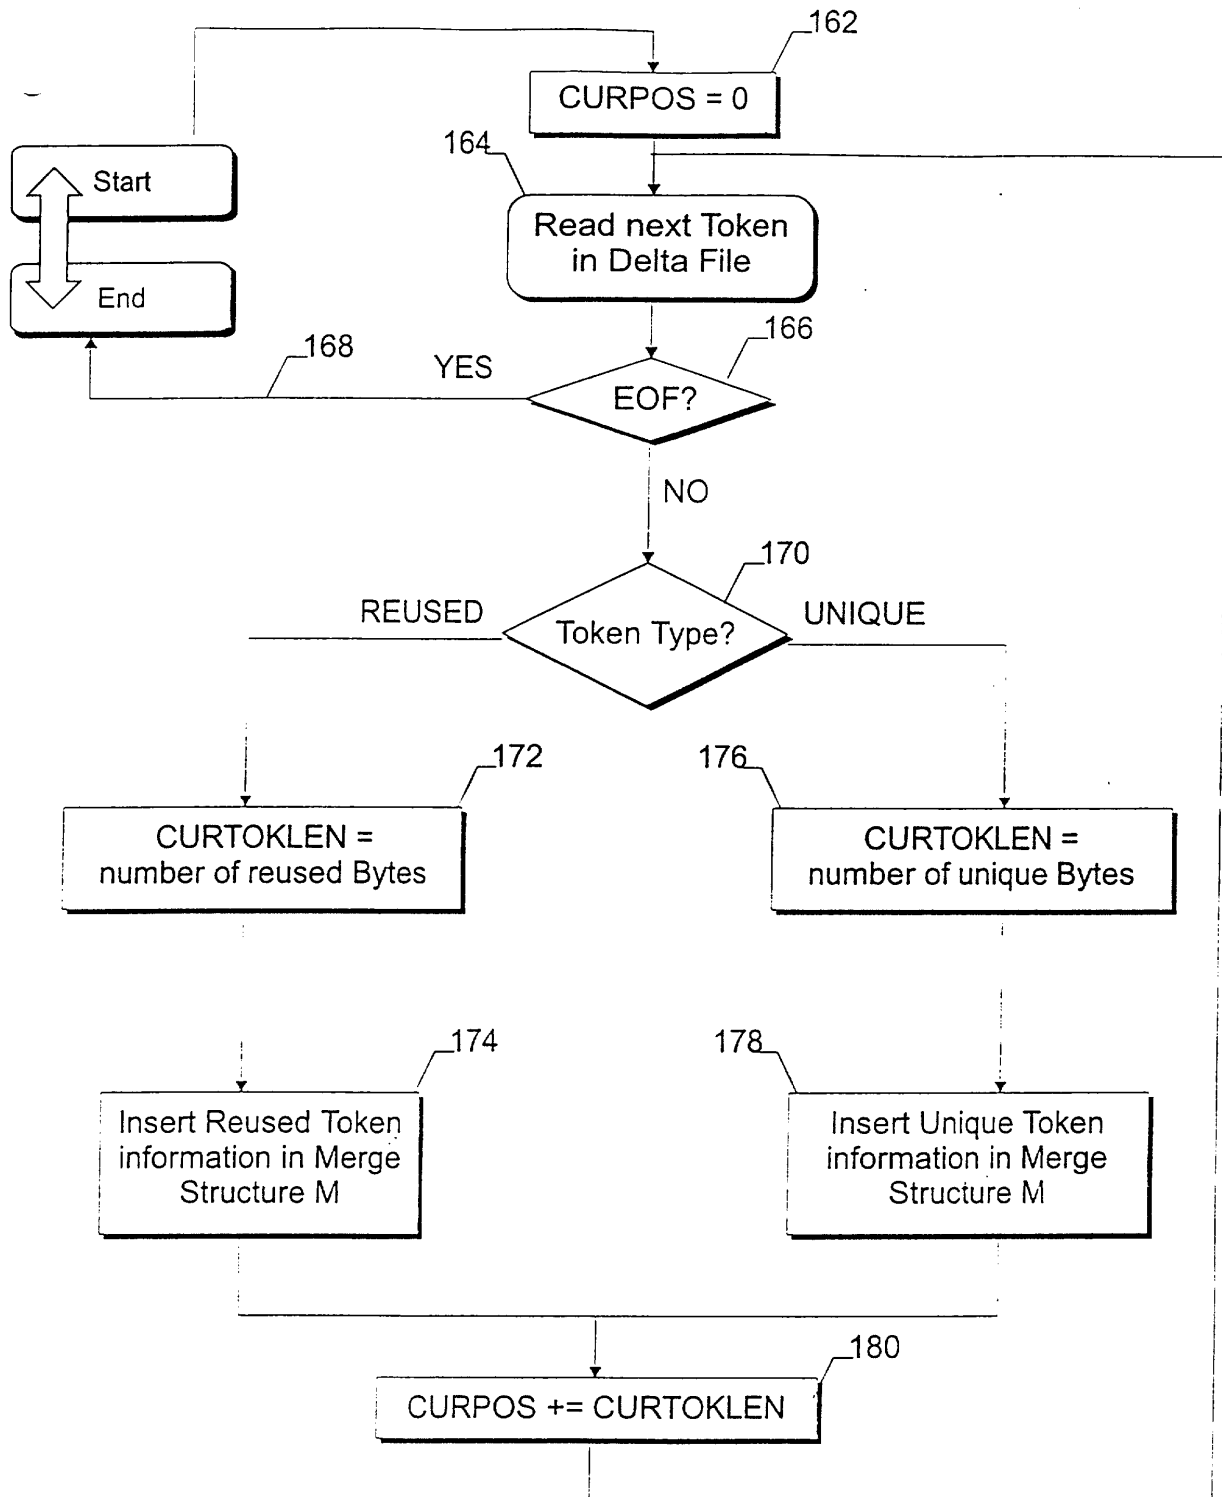 162
CURPOS = 0
164
Start
Read next Token
in Delta File
End
166
168
YES
EOF?
NO
170
REUSED
UNIQUE
Token Type?
172
176
CURTOKLEN =
number of reused Bytes
CURTOKLEN =
number of unique Bytes
174
178
Insert Reused Token
information in Merge
Structure M
Insert Unique Token
information in Merge
Structure M
180
CURPOS += CURTOKLEN